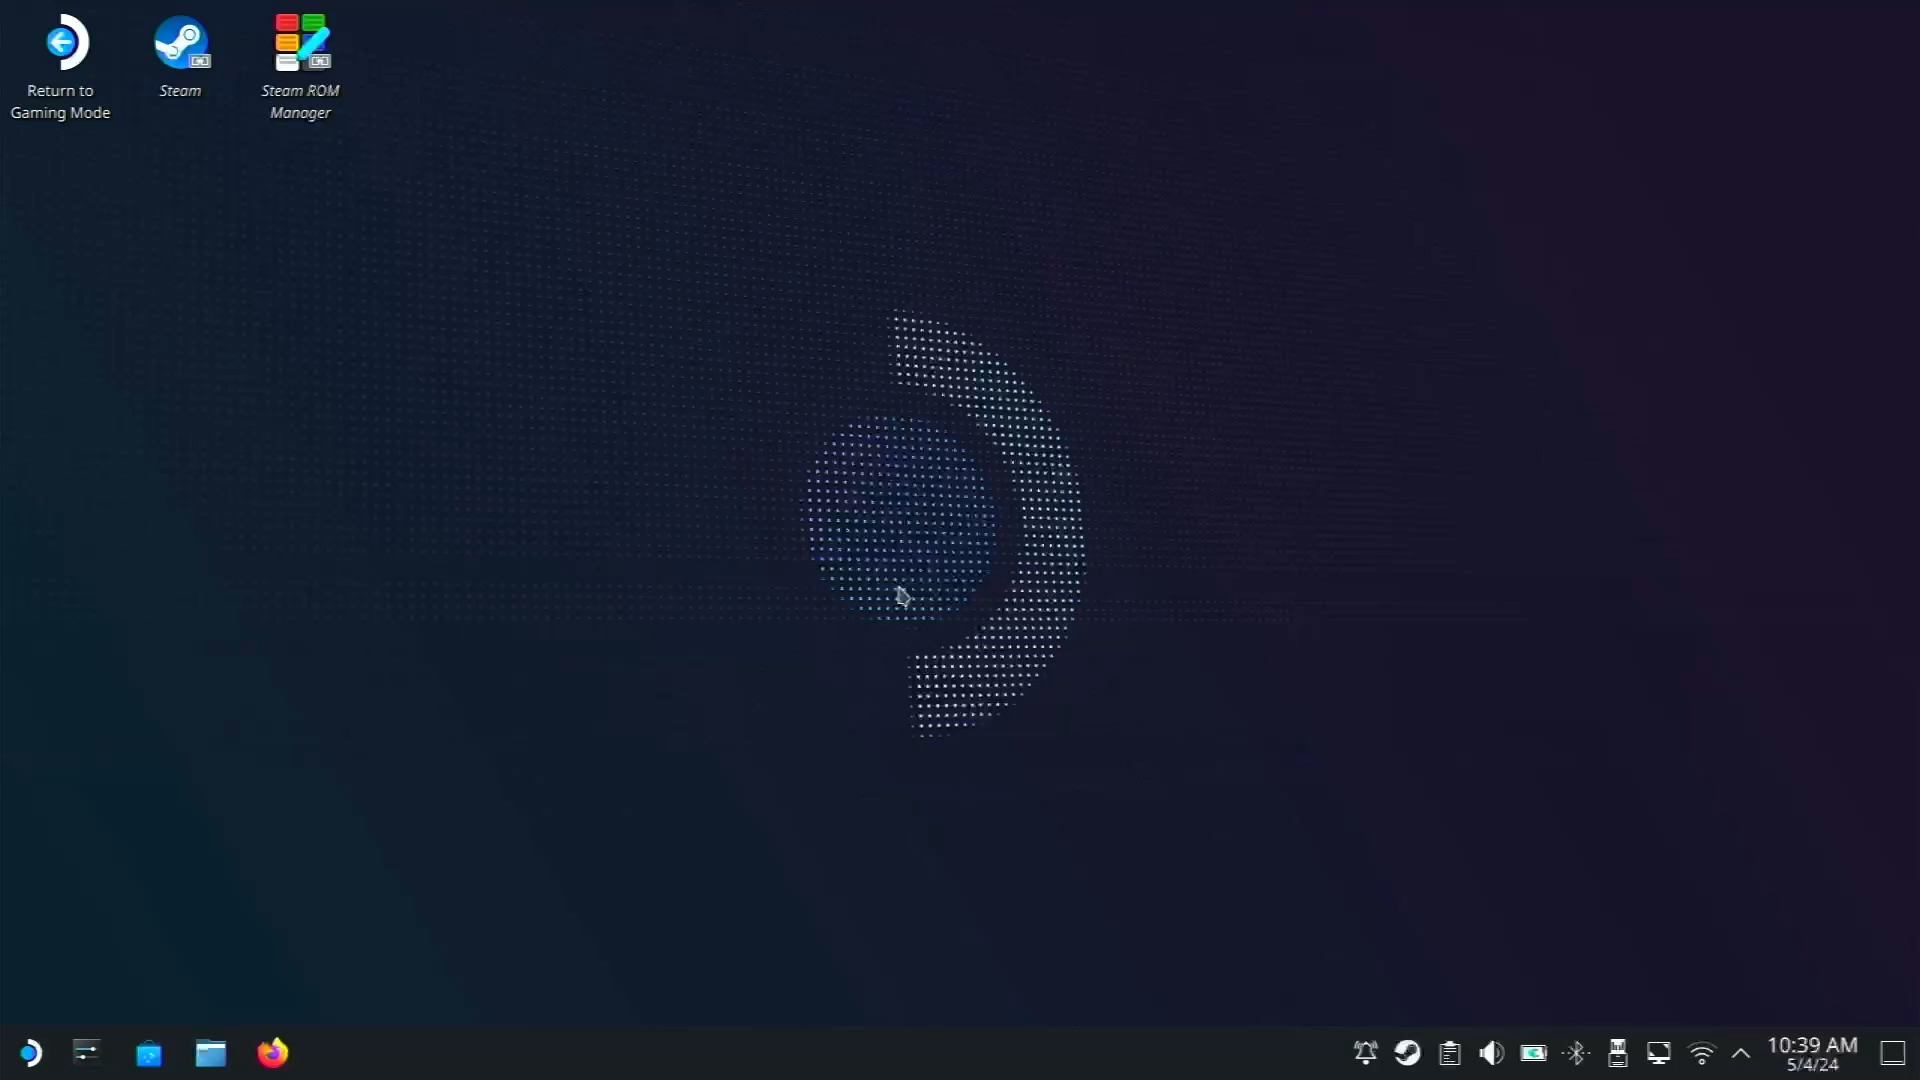 Return to
Gaming Mode
Steam
Steam ROM
Manager
10:39 AM
5/4/24